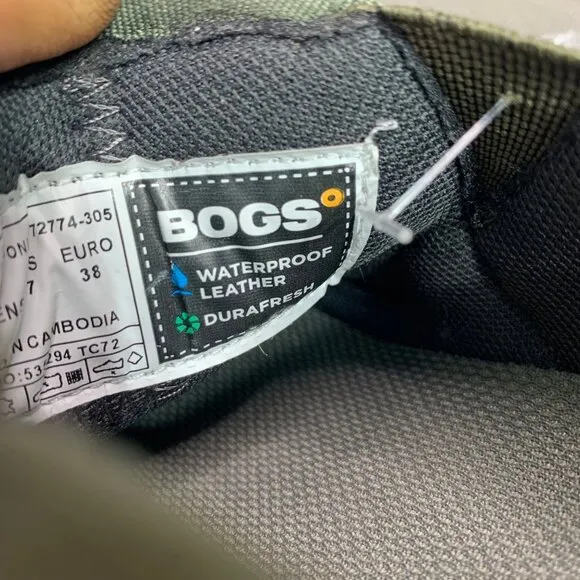 72774-305
S EURO
7 38
CAMBODIA
294 TC72
BOGS
WATERPROOF
LEATHER
DURAFRESH